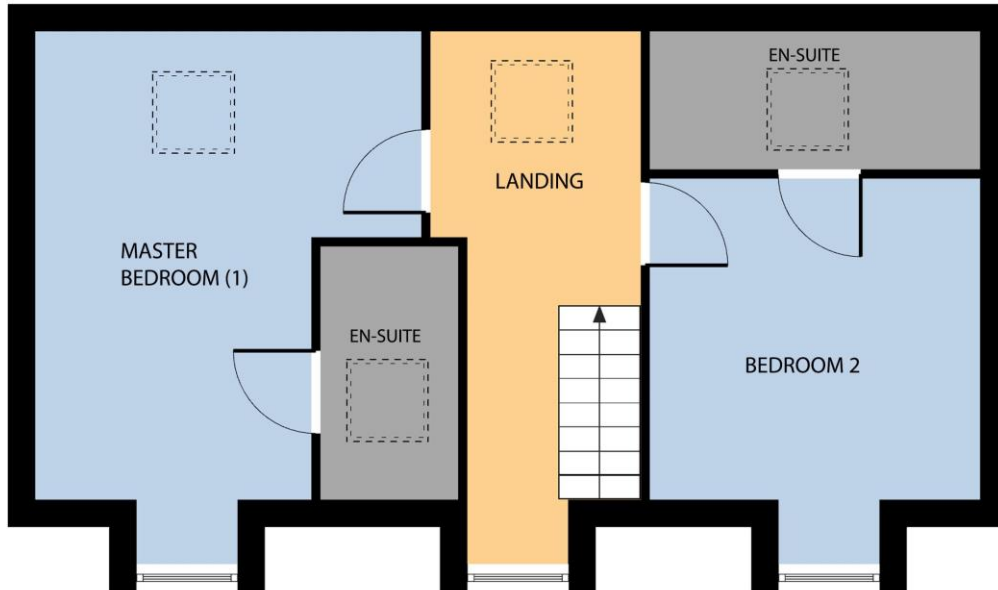 EN-SUITE
LANDING
MASTER
BEDROOM (1)
EN-SUITE
BEDROOM 2